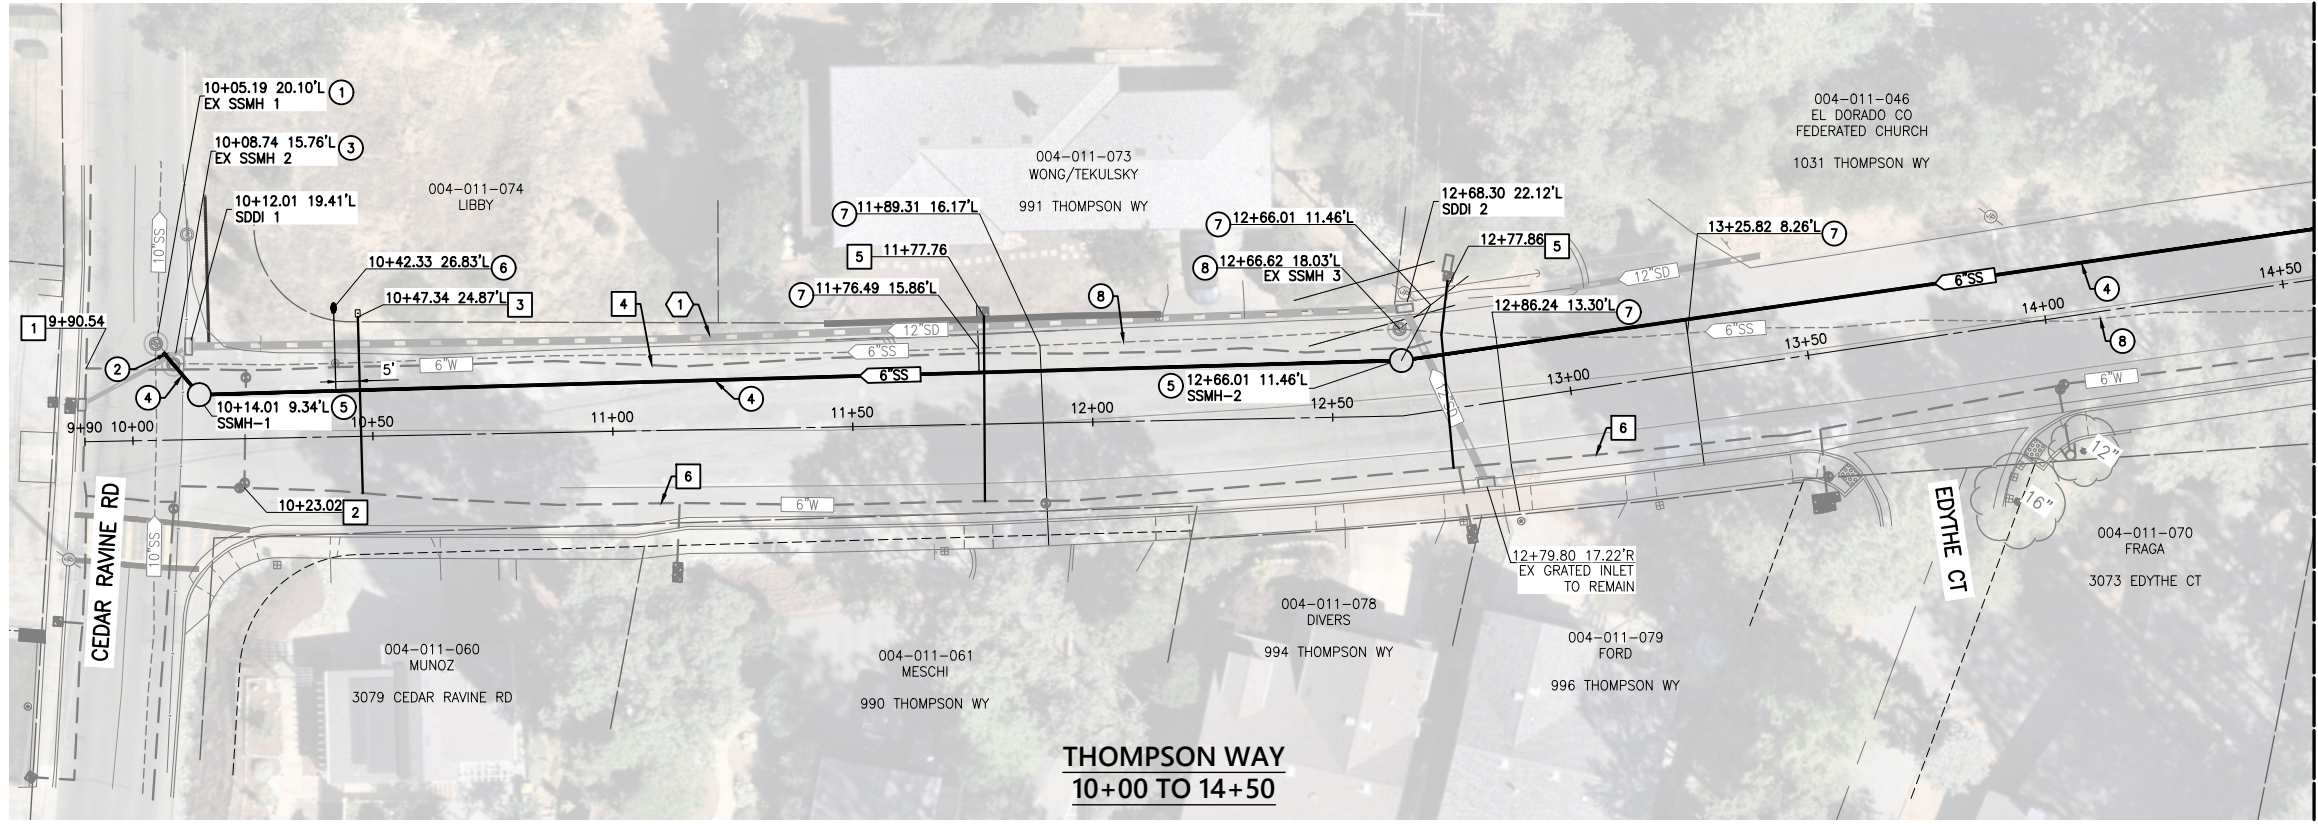 10+05.19 20.10'L 1
EX SSMH 1
10+08.74 15.76'L 3
EX SSMH 2
10+12.01 19.41'L
SDDI 1
10"SS
004-011-074
LIBBY
10+42.33 26.83'L 6
10+47.34 24.87'L 3
1 9+90.54
2
4
5'
10+14.01 9.34'L 5
SSMH-1
4
1
7 11+89.31 16.17'L
5 11+77.76
7 11+76.49 15.86'L
8
004-011-073
WONG/TEKULSKY
991 THOMPSON WY
12"SD
6"SS
6"W
6"SS
4
7 12+66.01 11.46'L
8 12+66.62 18.03'L
EX SSMH 3
12+68.30 22.12'L
SDDI 2
12+77.86 5
12+86.24 13.30'L 7
5 12+66.01 11.46'L
SSMH-2
13+25.82 8.26'L 7
004-011-046
EL DORADO CO
FEDERATED CHURCH
1031 THOMPSON WY
12"SD
6"SS
6"SS
4
8
6"W
12"SD
9+90
10+00
10+50
11+00
11+50
12+00
12+50
13+00
13+50
14+00
14+50
10+23.02 2
6
6"W
6
10"SS
CEDAR RAVINE RD
12+79.80 17.22'R
EX GRATED INLET
TO REMAIN
EDYTHE CT
12"
16"
004-011-070
FRAGA
3073 EDYTHE CT
004-011-060
MUNOZ
3079 CEDAR RAVINE RD
004-011-061
MESCHI
990 THOMPSON WY
004-011-078
DIVERS
994 THOMPSON WY
004-011-079
FORD
996 THOMPSON WY
THOMPSON WAY
10+00 TO 14+50